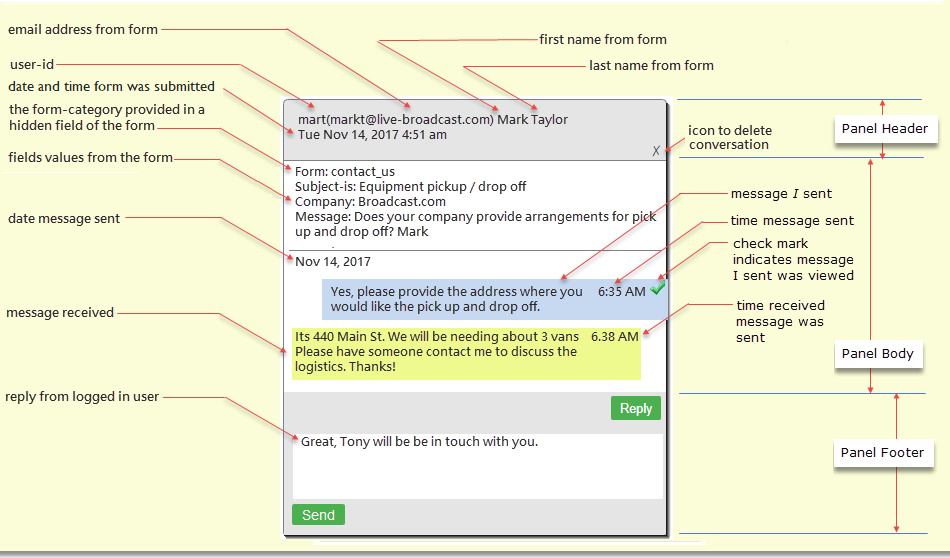 email address from form
first name from form
user-id
last name from form
date and time form was submitted
the form-category provided in a
hidden field of the form
fields values from the form
mart(markt@live-broadcast.com) Mark Taylor
Tue Nov 14, 2017 4:51 am
X
icon to delete
conversation
Panel Header
Form: contact_us
Subject-is: Equipment pickup / drop off
Company: Broadcast.com
Message: Does your company provide arrangements for pick
up and drop off? Mark
message I sent
date message sent
time message sent
Nov 14, 2017
check mark
indicates message
I sent was viewed
Yes, please provide the address where you
would like the pick up and drop off.
6:35 AM
message received
Its 440 Main St. We will be needing about 3 vans
Please have someone contact me to discuss the
logistics. Thanks!
6.38 AM
time received
message was
sent
Panel Body
reply from logged in user
Reply
Great, Tony will be be in touch with you.
Panel Footer
Send